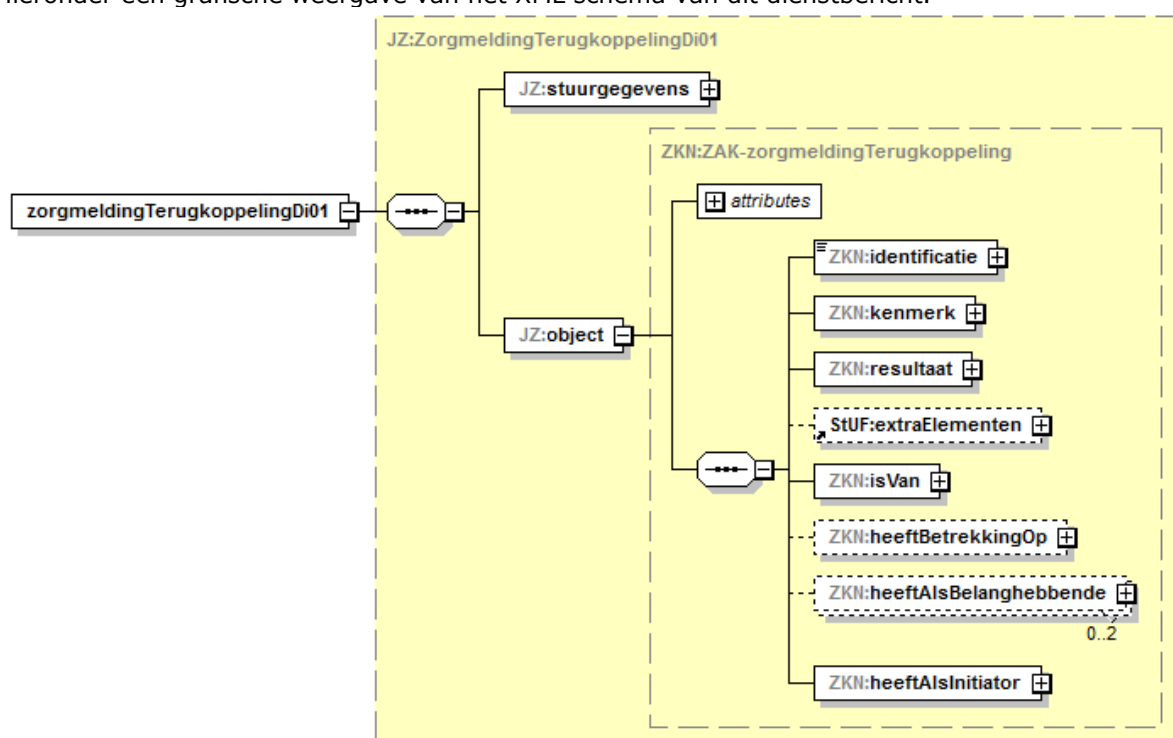 Hieronder een grafische weergave van het XML schema van dit dienstbericht.
JZ:ZorgmeldingTerugkoppelingDi01
JZ:stuurgegevens
ZKN:ZAK-zorgmeldingTerugkoppeling
attributes
zorgmeldingTerugkoppelingDi01
ZKN:identificatie
ZKN:kenmerk
JZ:object
ZKN:resultaat
StUF:extraElementen
ZKN:isVan
ZKN:heeftBetrekkingOp
ZKN:heeftAlsBelanghebbende
0..2
ZKN:heeftAlsInitiator